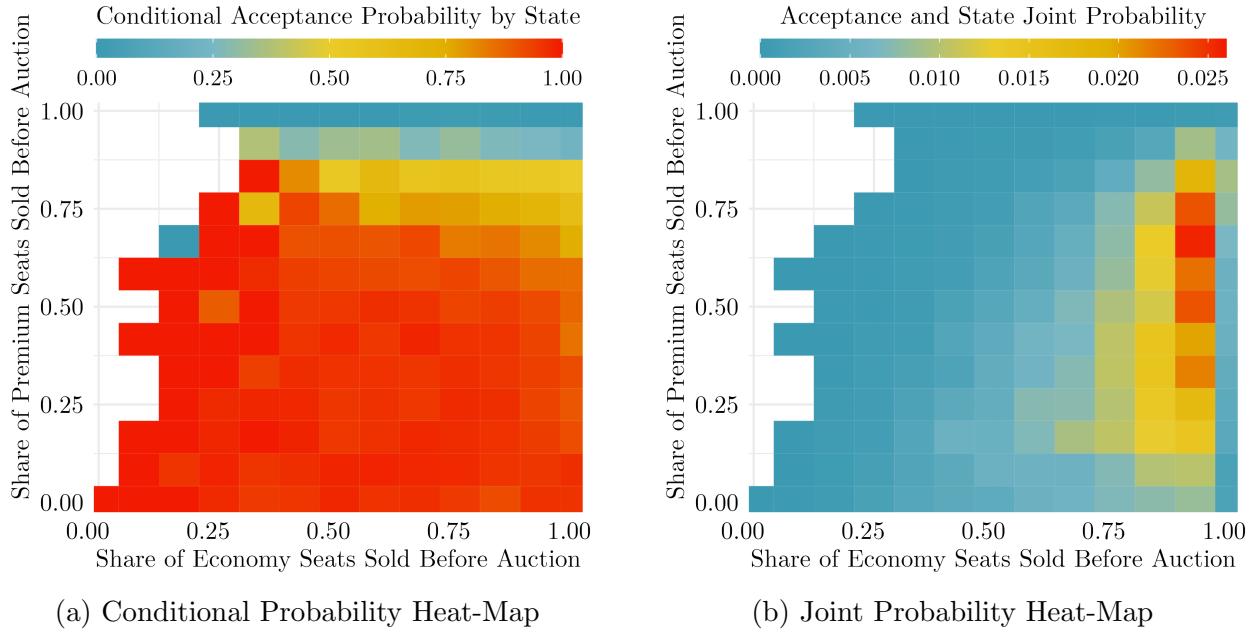 Conditional Acceptance Probability by State
0.00 0.25 0.50 0.75 1.00
Share of Premium Seats Sold Before Auction
1.00
0.75
0.50
0.25
0.00
0.00 0.25 0.50 0.75 1.00
Share of Economy Seats Sold Before Auction
(a) Conditional Probability Heat-Map
Acceptance and State Joint Probability
0.000 0.005 0.010 0.015 0.020 0.025
Share of Premium Seats Sold Before Auction
1.00
0.75
0.50
0.25
0.00
0.00 0.25 0.50 0.75 1.00
Share of Economy Seats Sold Before Auction
(b) Joint Probability Heat-Map